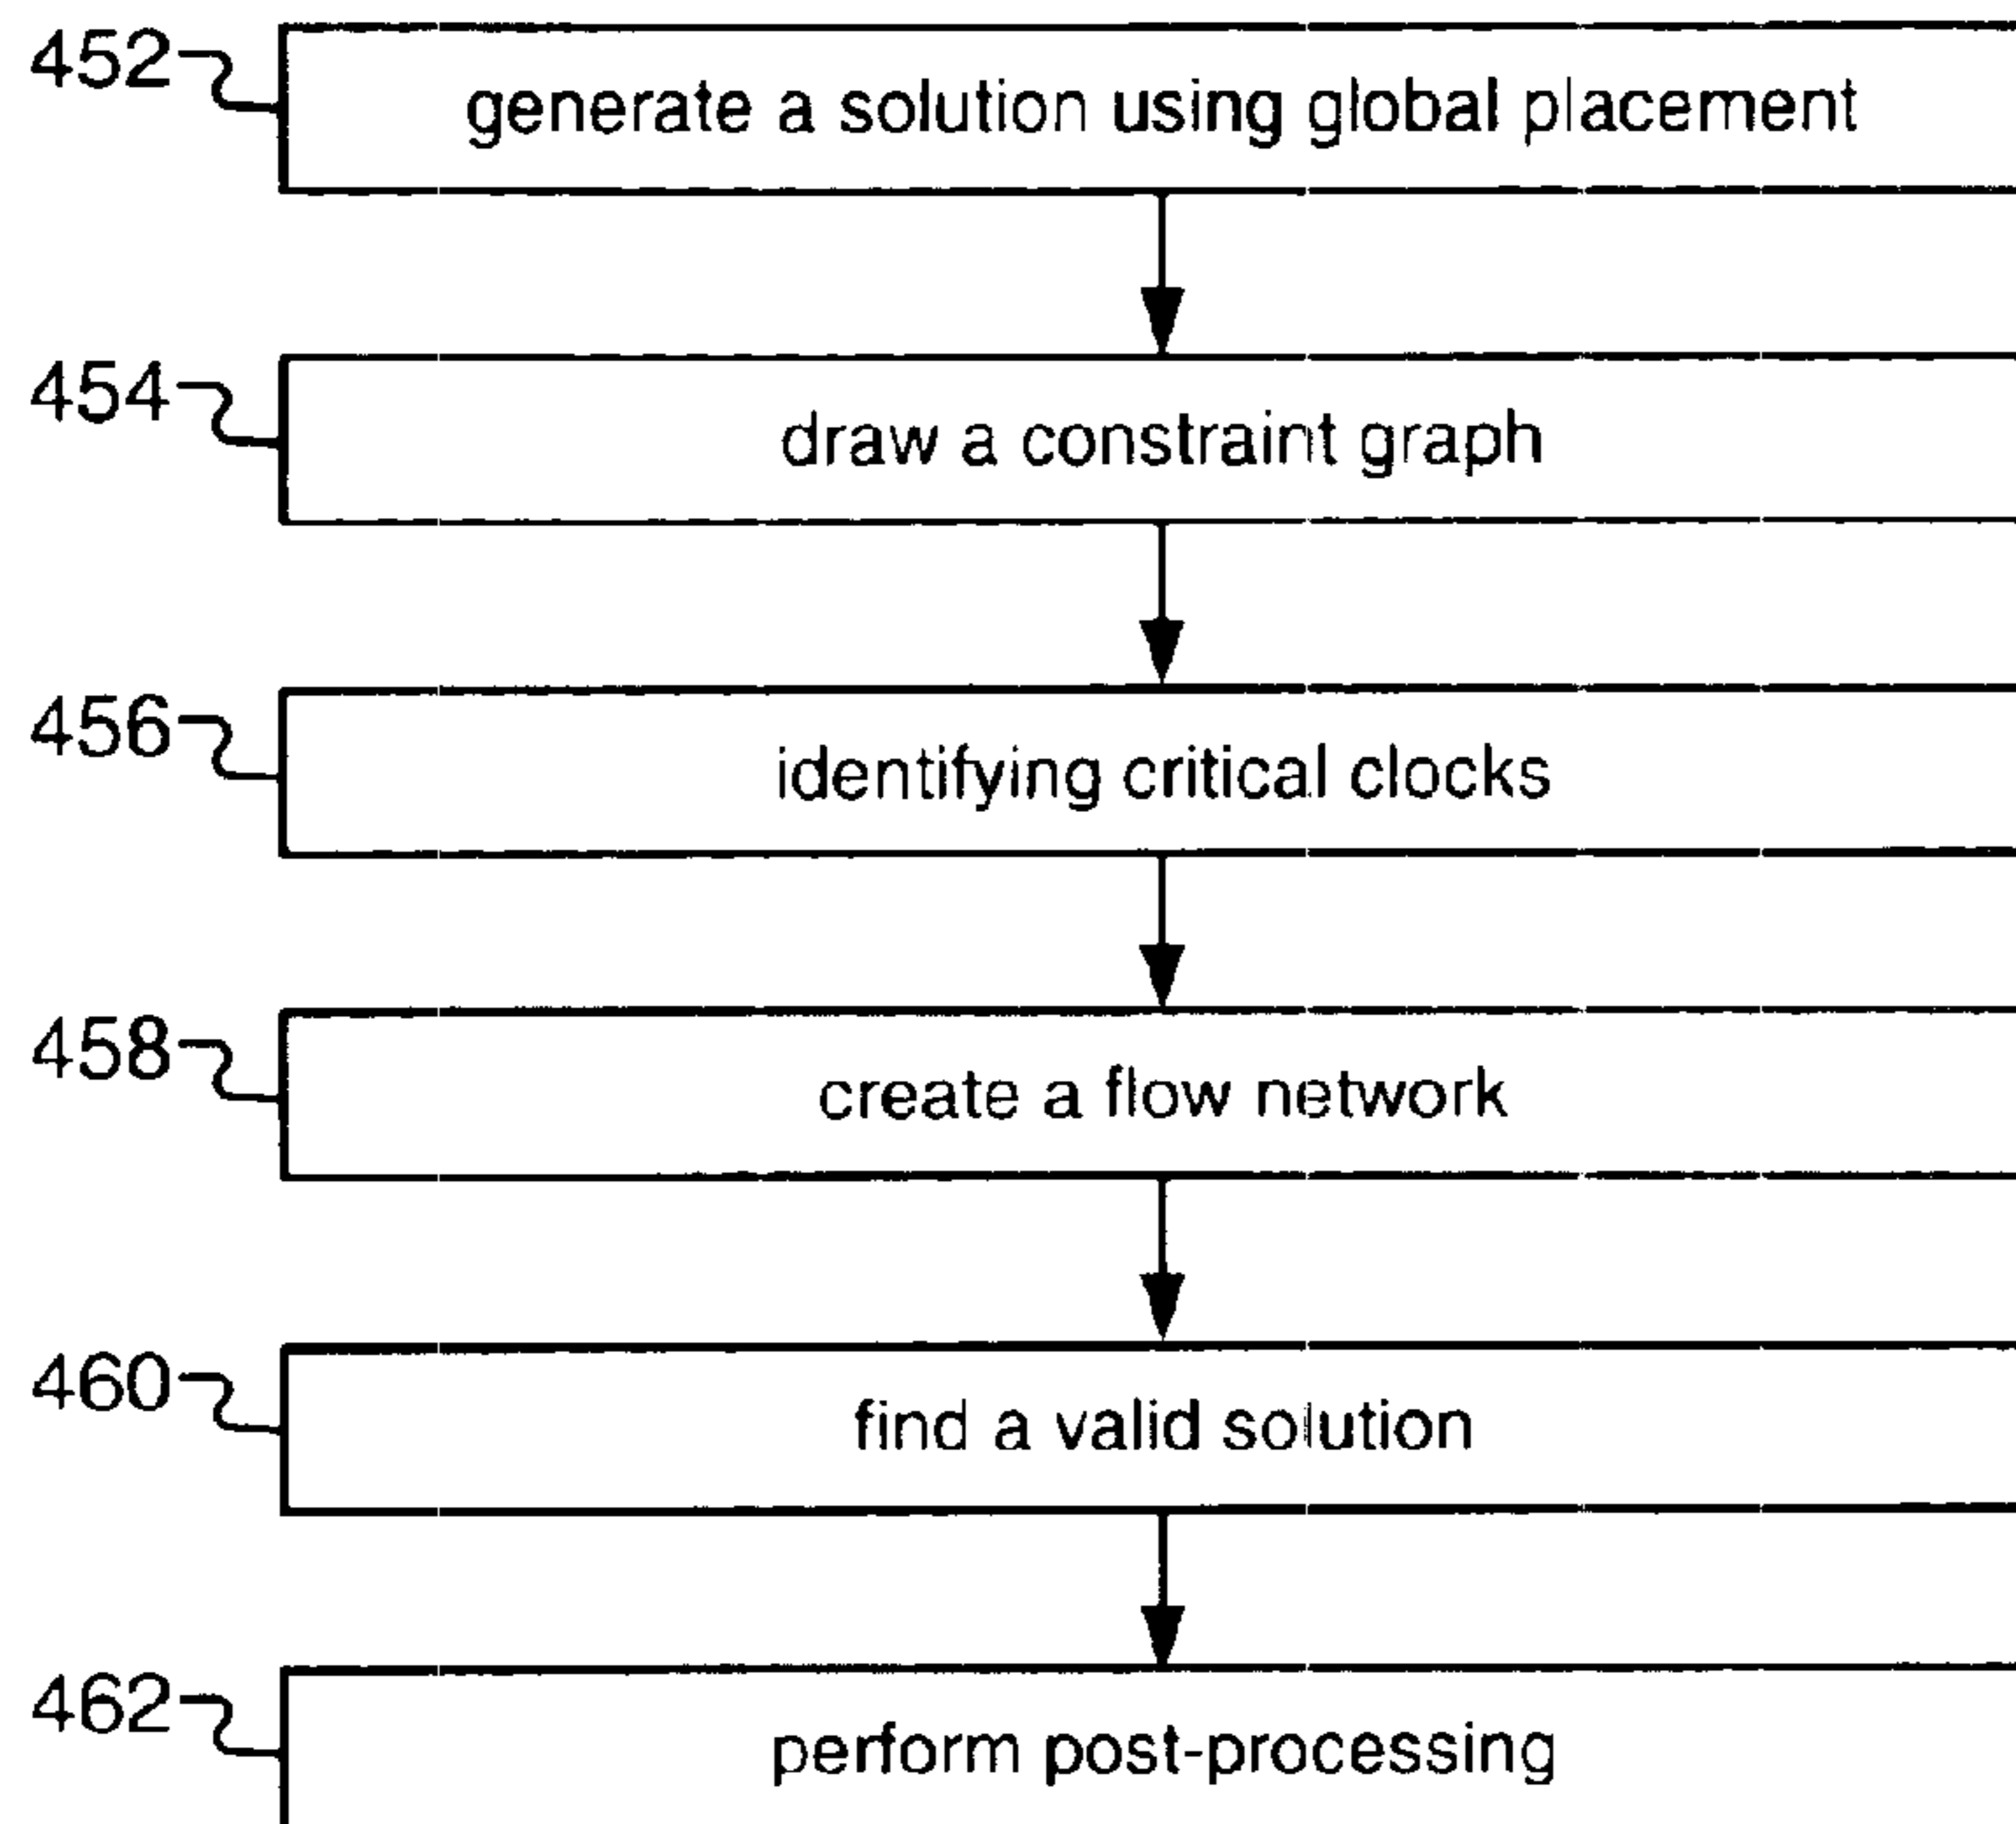 452
generate a solution using global placement
454
draw a constraint graph
456
identifying critical clocks
458
create a flow network
460
find a valid solution
462
perform post-processing